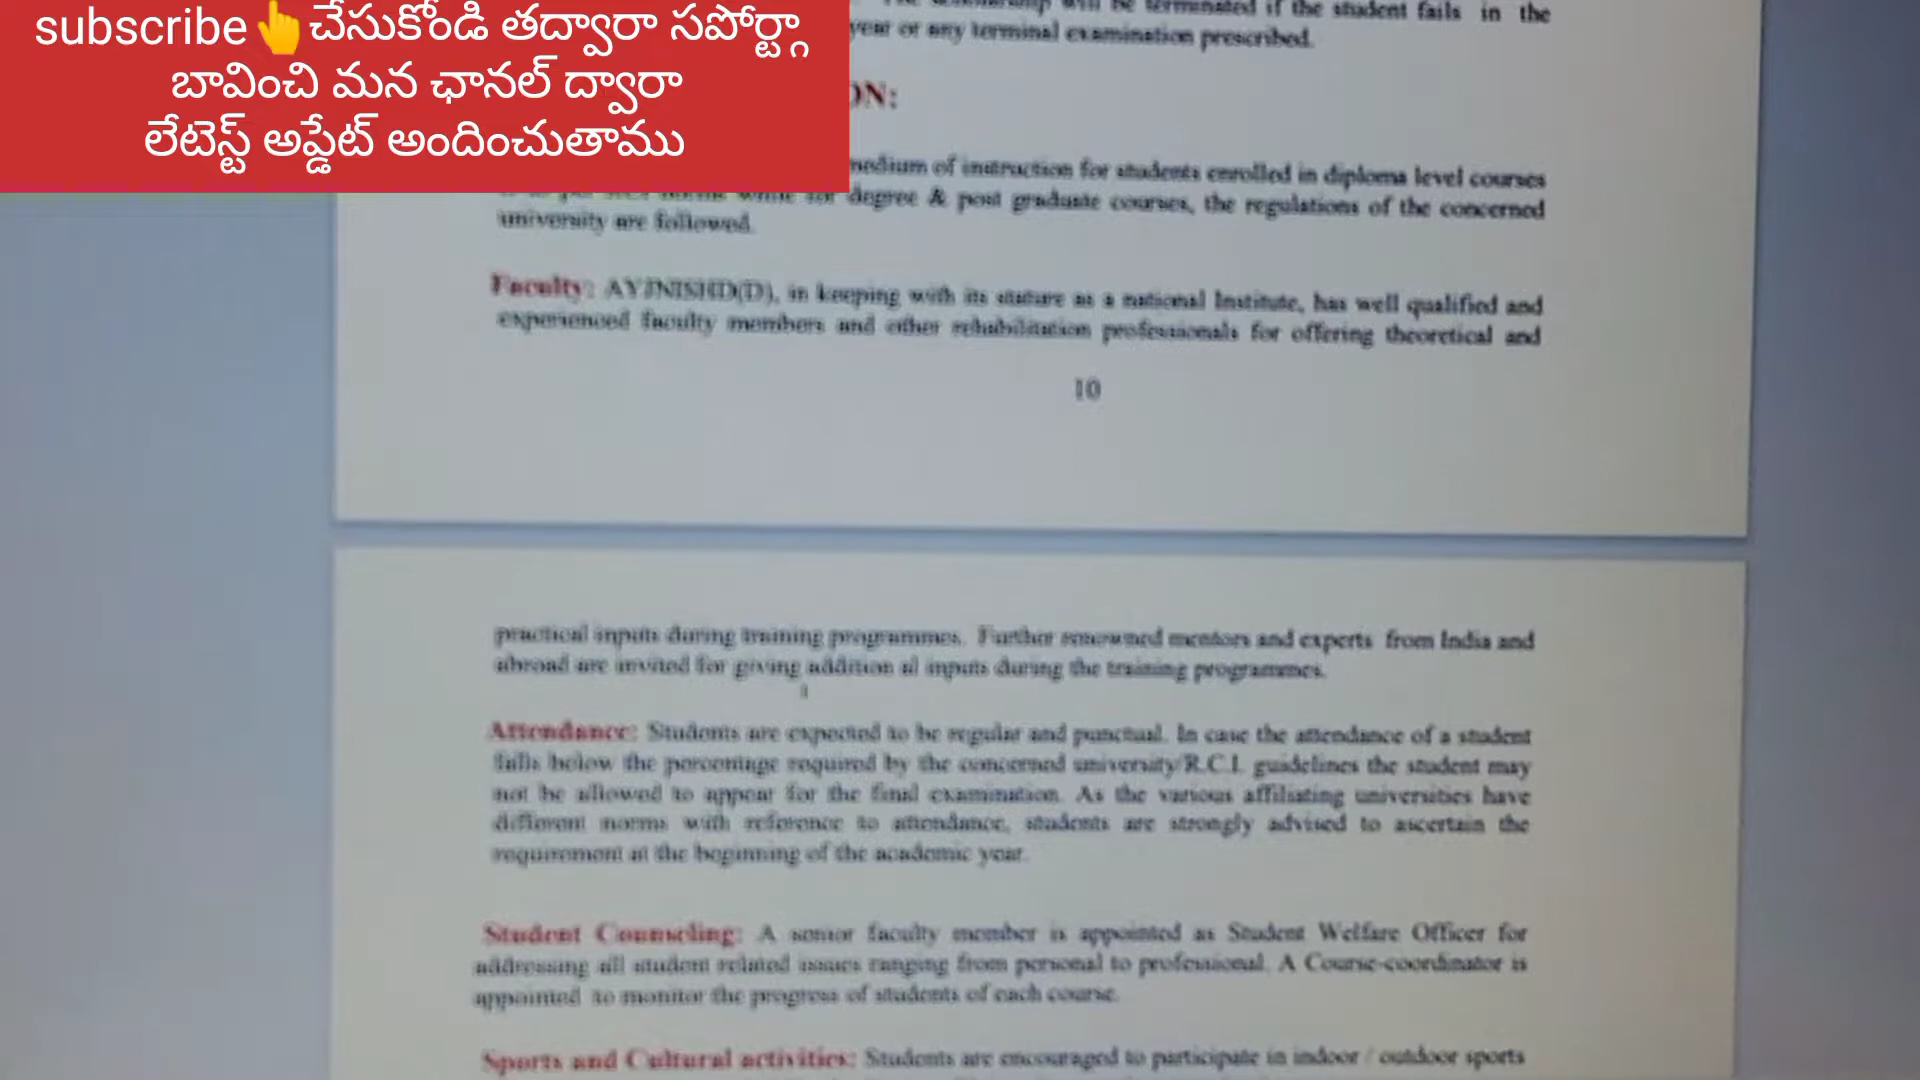 subscribe👆చేసుకోండి తద్వారా సపోర్ట్గా
బావించి మన ఛానల్ ద్వారా
లేటెస్ట్ అప్డేట్ అందించుతాము
will be terminated if the student fails in the
year or any terminal examination prescribed.
ON:
medium of instruction for students enrolled in diploma level courses
degree & post graduate courses, the regulations of the concerned
university are followed.
Faculty: AYJNISHD(D), in keeping with its stature as a national Institute, has well qualified and
experienced faculty members and other rehabilitation professionals for offering theoretical and
10
practical inputs during training programmes. Further renowned mentors and experts from India and
abroad are invited for giving addition al inputs during the training programmes.
Attendance: Students are expected to be regular and punctual. In case the attendance of a student
falls below the percentage required by the concerned university/R.C.I. guidelines the student may
not be allowed to appear for the final examination. As the various affiliating universities have
different norms with reference to attendance, students are strongly advised to ascertain the
requirement at the beginning of the academic year.
Student Counseling: A senior faculty member is appointed as Student Welfare Officer for
addressing all student related issues ranging from personal to professional. A Course-coordinator is
appointed to monitor the progress of students of each course.
Sports and Cultural activities: Students are encouraged to participate in indoor / outdoor sports